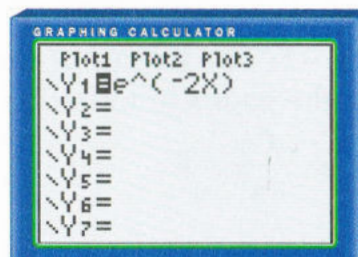 GRAPHING CALCULATOR
Plot1 Plot2 Plot3
\Y₁=e^(⁻2X)
\Y₂=
\Y₃=
\Y₄=
\Y₅=
\Y₆=
\Y₇=